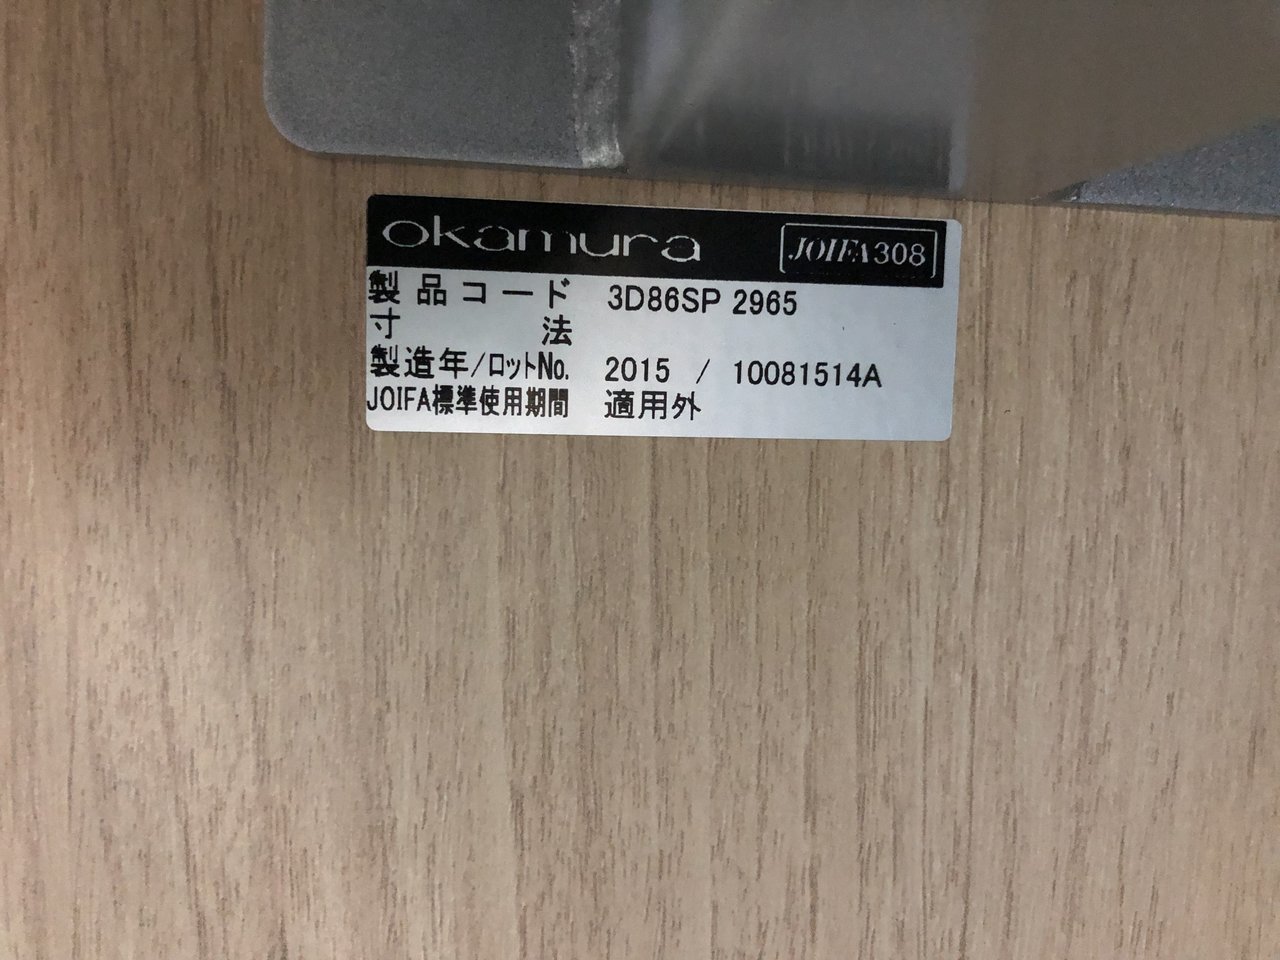 okamura JOIFA308
製品コード 3D86SP 2965
寸法
製造年/ロットNo. 2015 / 10081514A
JOIFA標準使用期間 適用外